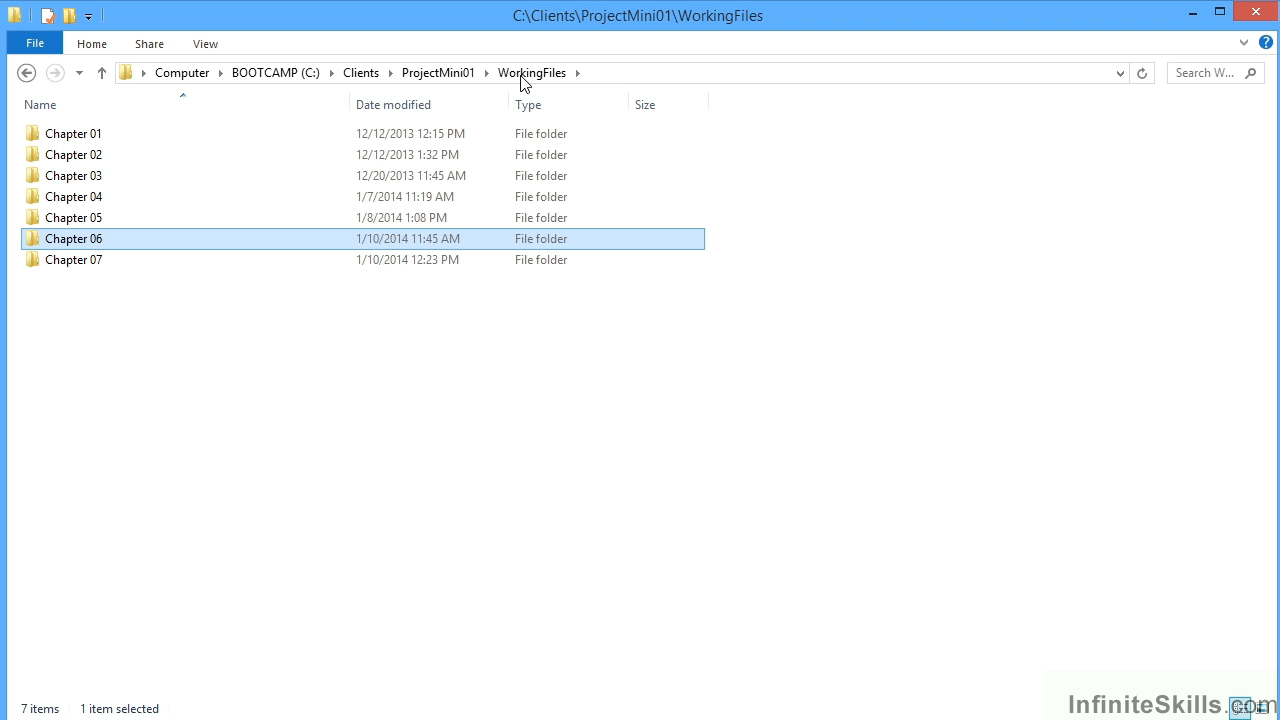 C:\Clients\ProjectMini01\WorkingFiles
File Home Share View
Computer BOOTCAMP (C:) Clients ProjectMini01 WorkingFiles Search W...
Name Date modified Type Size
Chapter 01 12/12/2013 12:15 PM File folder
Chapter 02 12/12/2013 1:32 PM File folder
Chapter 03 12/20/2013 11:45 AM File folder
Chapter 04 1/7/2014 11:19 AM File folder
Chapter 05 1/8/2014 1:08 PM File folder
Chapter 06 1/10/2014 11:45 AM File folder
Chapter 07 1/10/2014 12:23 PM File folder
7 items 1 item selected InfiniteSkills.com